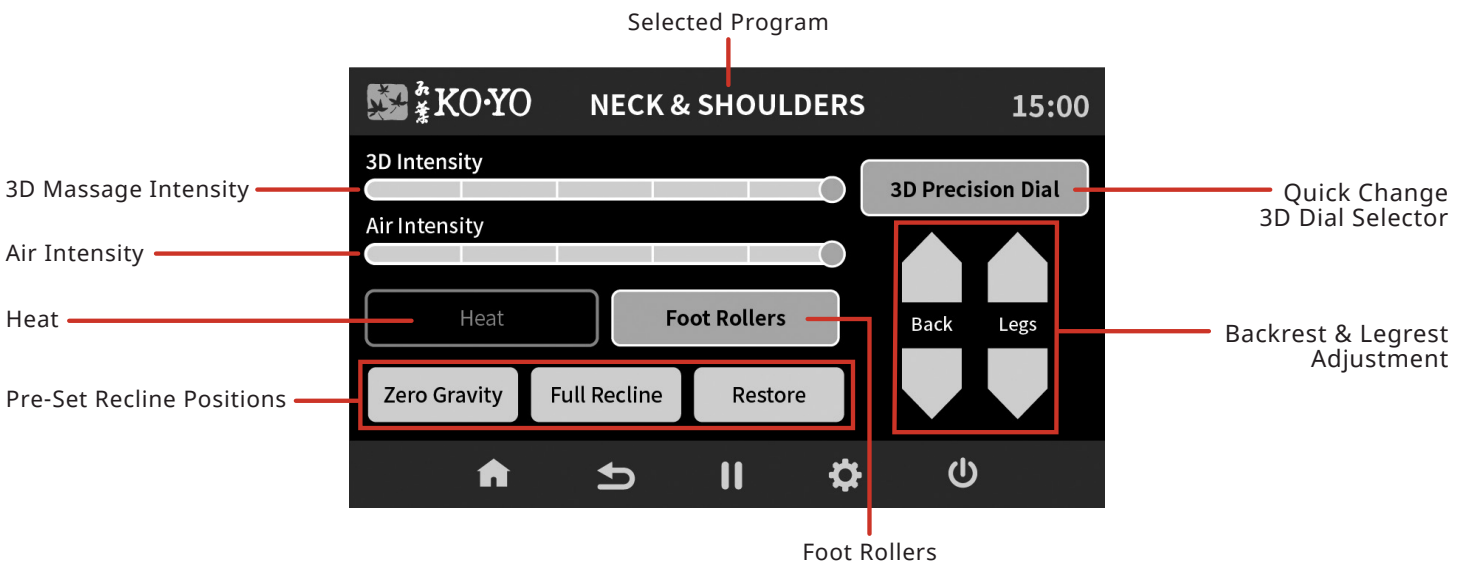 Selected Program
KO·YO
NECK & SHOULDERS
15:00
3D Intensity
3D Massage Intensity
3D Precision Dial
Quick Change
3D Dial Selector
Air Intensity
Air Intensity
Heat
Heat
Foot Rollers
Back
Legs
Backrest & Legrest
Adjustment
Pre-Set Recline Positions
Zero Gravity
Full Recline
Restore
Foot Rollers